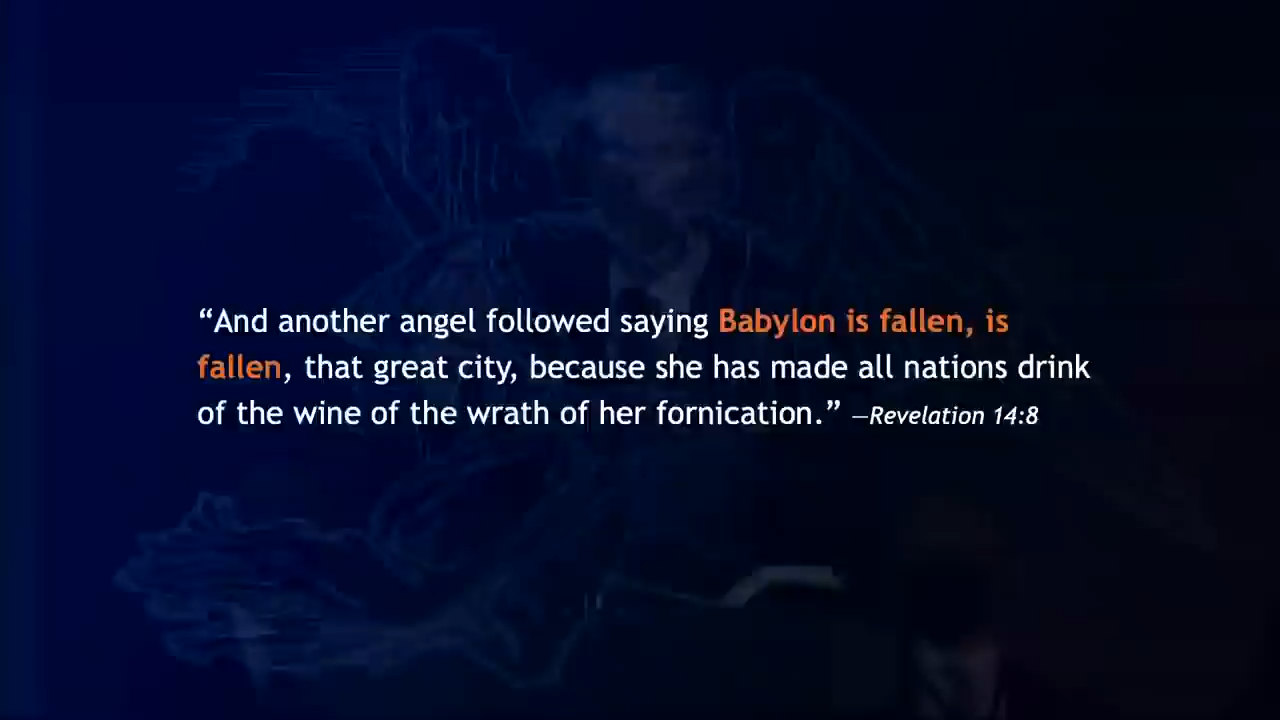 “And another angel followed saying Babylon is fallen, is
fallen, that great city, because she has made all nations drink
of the wine of the wrath of her fornication.” —Revelation 14:8